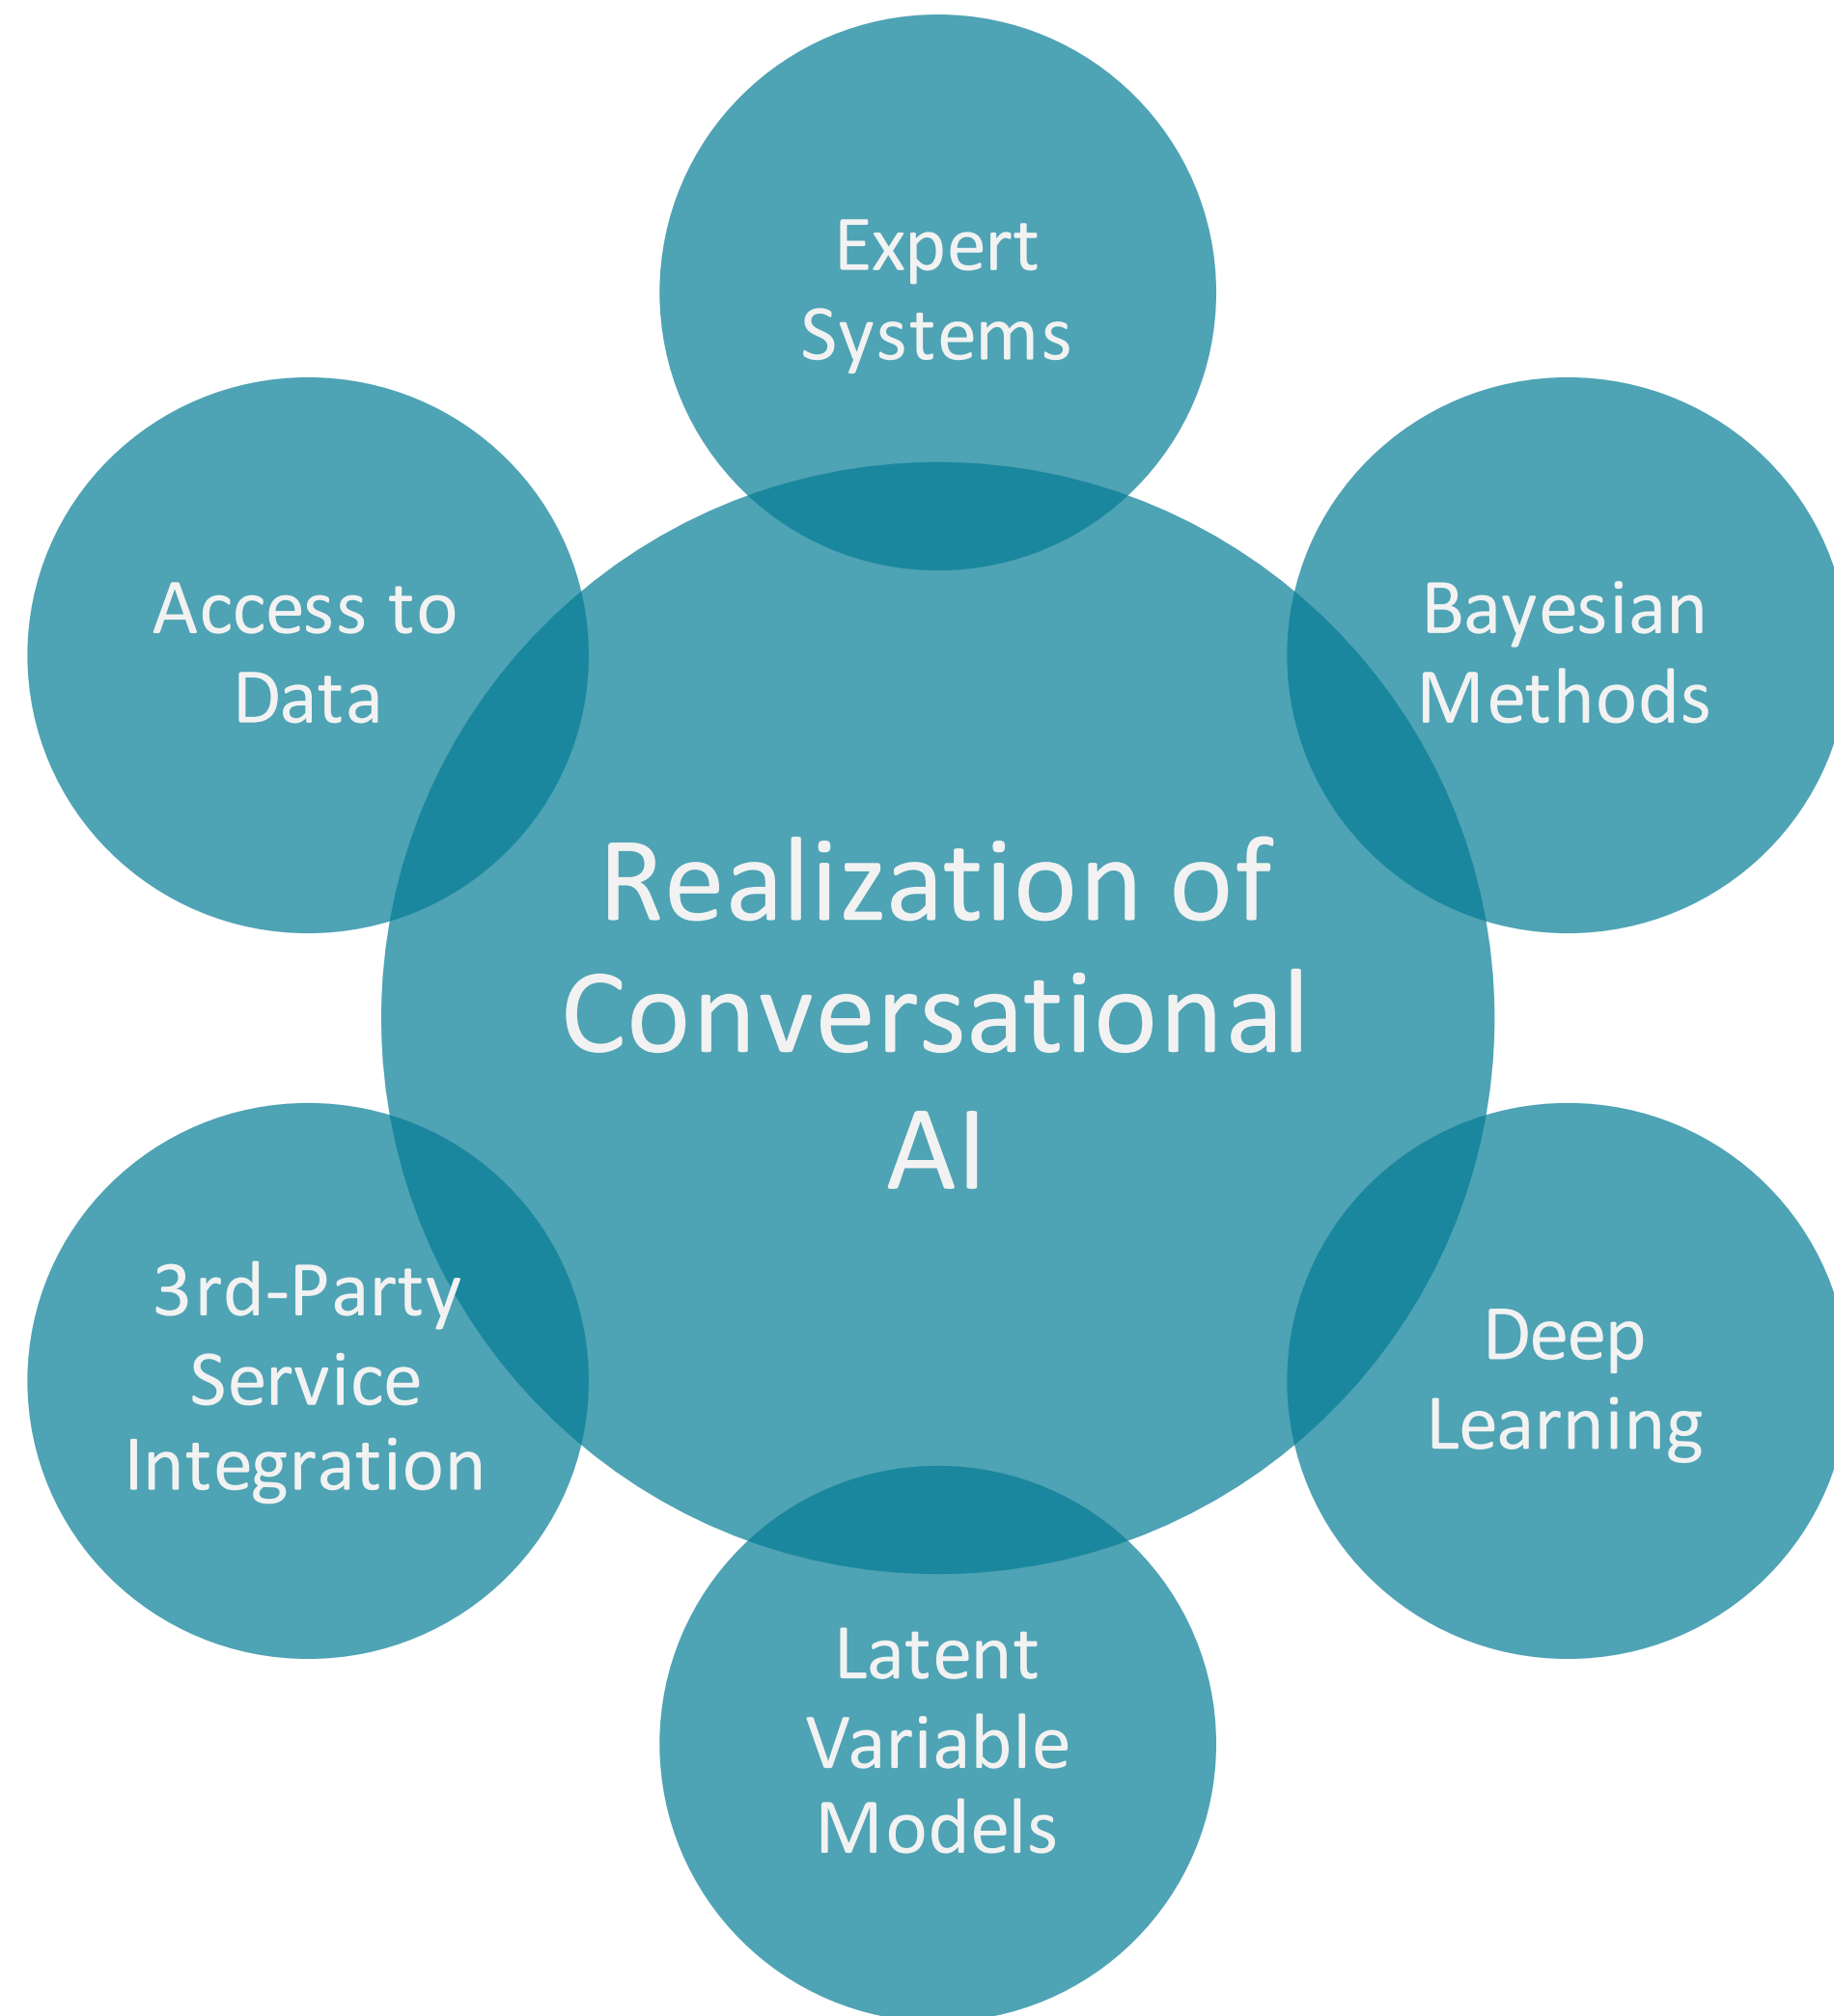 Expert
Systems
Access to
Data
Bayesian
Methods
Realization of
Conversational
AI
3rd-Party
Service
Integration
Deep
Learning
Latent
Variable
Models